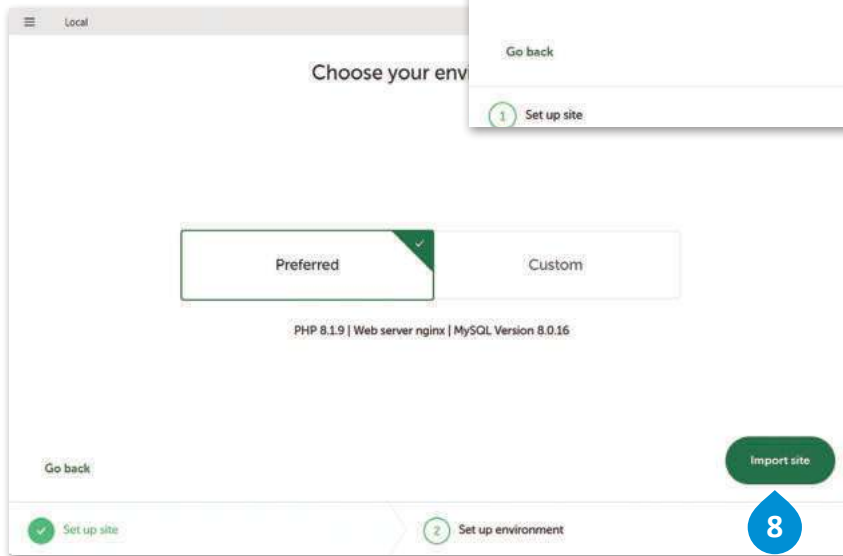 Local
Go back
Choose your env
1 Set up site
Preferred
Custom
PHP 8.1.9 | Web server nginx | MySQL Version 8.0.16
Go back
Import site
Set up site
2 Set up environment
8